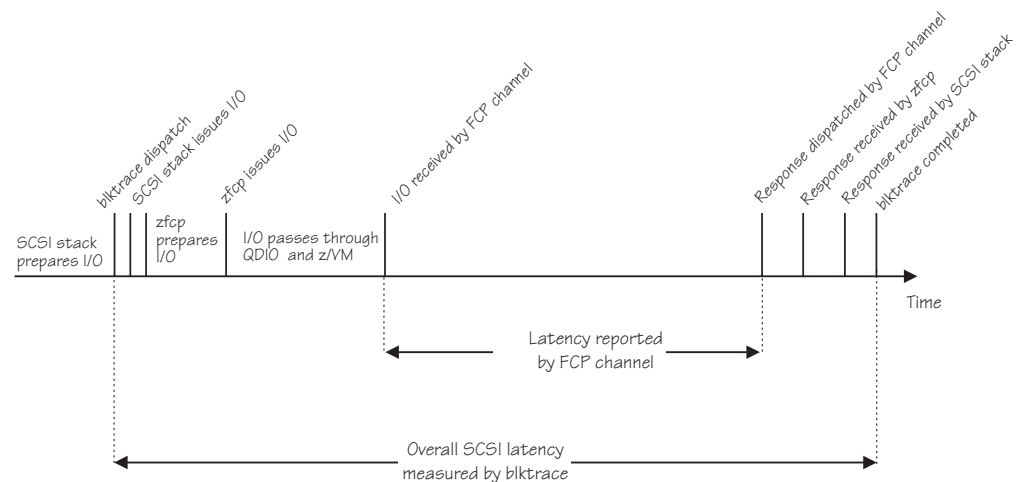 blktrace dispatch
SCSI stack issues I/O
zfcp issues I/O
I/O received by FCP channel
Response dispatched by FCP channel
Response received by zfcp
Response received by SCSI stack
blktrace completed
SCSI stack
prepares I/O
zfcp
prepares
I/O
I/O passes through
QDIO and z/VM
Time
Latency reported
by FCP channel
Overall SCSI latency
measured by blktrace